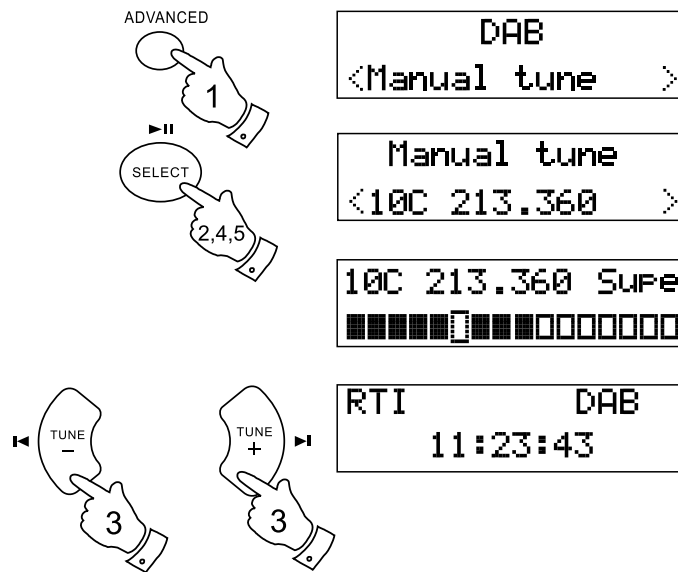 ADVANCED
1
SELECT
2,4,5
TUNE
–
3
TUNE
+
3
DAB
<Manual tune >
Manual tune
<10C 213.360 >
10C 213.360 Supe
RTI DAB
11:23:43